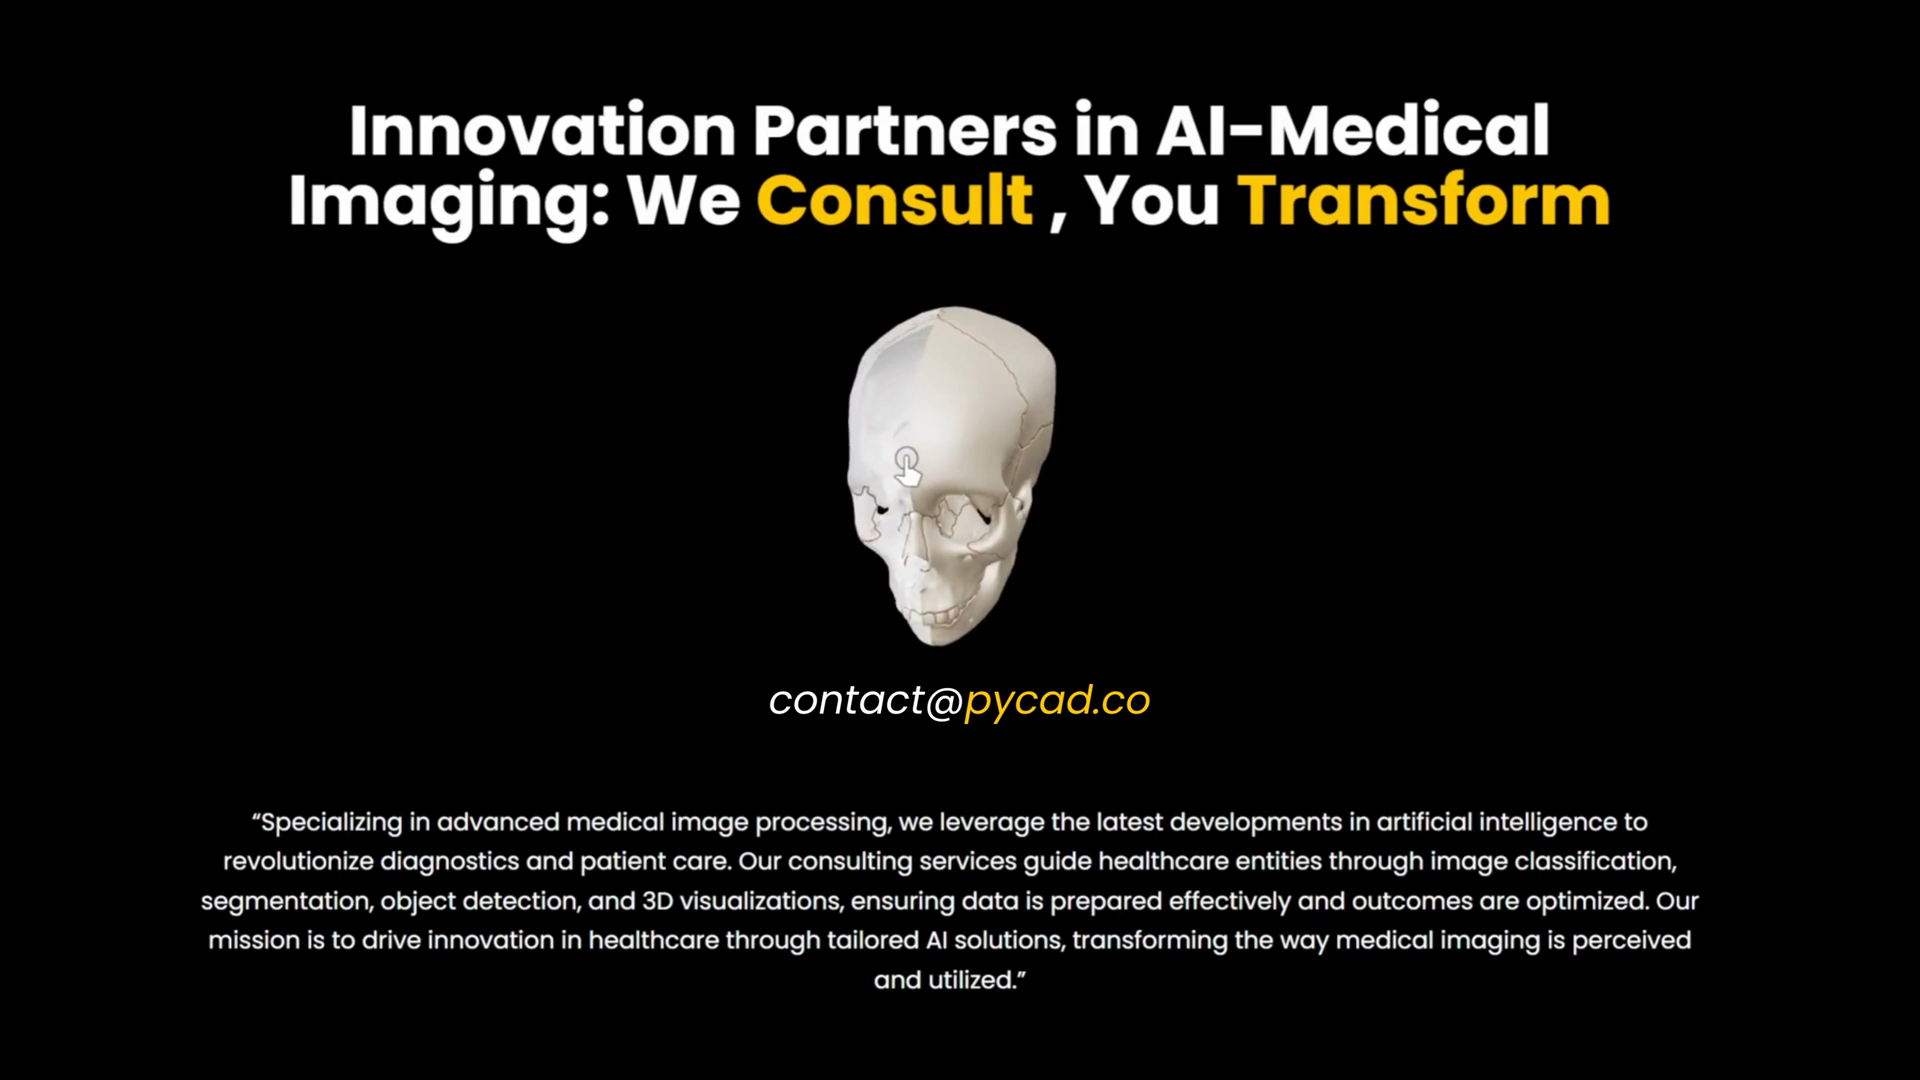 Innovation Partners in AI-Medical
Imaging: We Consult , You Transform
contact@pycad.co
“Specializing in advanced medical image processing, we leverage the latest developments in artificial intelligence to
revolutionize diagnostics and patient care. Our consulting services guide healthcare entities through image classification,
segmentation, object detection, and 3D visualizations, ensuring data is prepared effectively and outcomes are optimized. Our
mission is to drive innovation in healthcare through tailored AI solutions, transforming the way medical imaging is perceived
and utilized.”